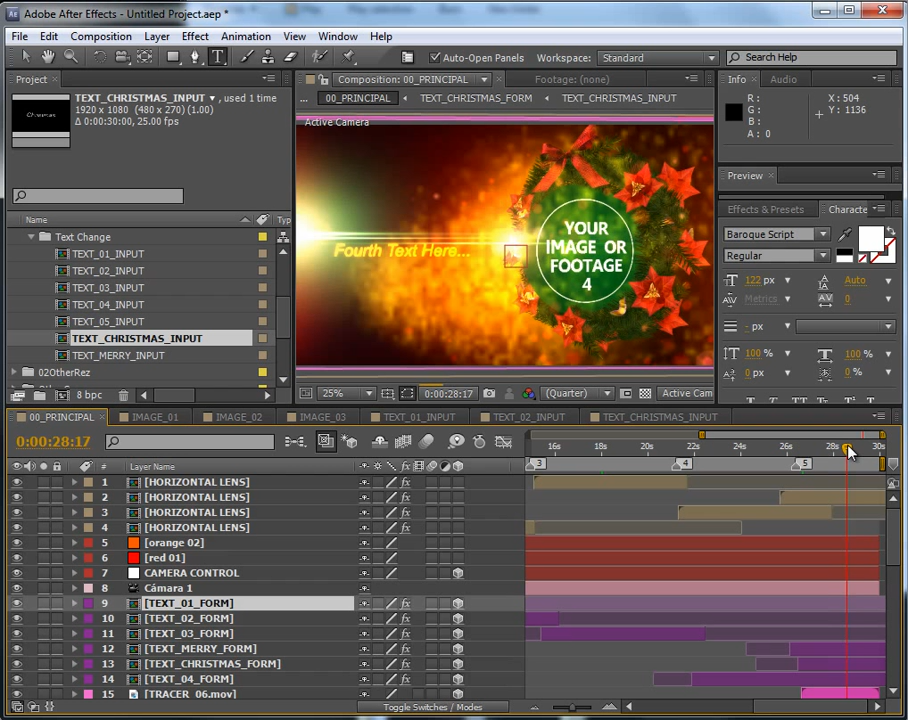 Adobe After Effects - Untitled Project.aep *
File Edit Composition Layer Effect Animation View Window Help
Auto-Open Panels Workspace: Standard Search Help
Project
TEXT_CHRISTMAS_INPUT , used 1 time
1920 x 1080 (480 x 270) (1.00)
Δ 0:00:30:00, 25.00 fps
Christmas
Name Typ
Text Change
TEXT_01_INPUT
TEXT_02_INPUT
TEXT_03_INPUT
TEXT_04_INPUT
TEXT_05_INPUT
TEXT_CHRISTMAS_INPUT
TEXT_MERRY_INPUT
02OtherRez
8 bpc
Composition: 00_PRINCIPAL Footage: (none)
... 00_PRINCIPAL TEXT_CHRISTMAS_FORM TEXT_CHRISTMAS_INPUT
Active Camera
Fourth Text Here...
YOUR
IMAGE OR
FOOTAGE
4
25% 0:00:28:17 (Quarter) Active Cam
Info Audio
R : X : 504
G : Y : 1136
B :
A : 0
Preview
Effects & Presets Characte
Baroque Script
Regular
122 px Auto
Metrics 0
- px
100 % 100 %
0 px 0 %
00_PRINCIPAL IMAGE_01 IMAGE_02 IMAGE_03 TEXT_01_INPUT TEXT_02_INPUT TEXT_CHRISTMAS_INPUT
0:00:28:17
16s 18s 20s 22s 24s 26s 28s 30s
# Layer Name 3 4 5
1 [HORIZONTAL LENS]
2 [HORIZONTAL LENS]
3 [HORIZONTAL LENS]
4 [HORIZONTAL LENS]
5 [orange 02]
6 [red 01]
7 CAMERA CONTROL
8 Cámara 1
9 [TEXT_01_FORM]
10 [TEXT_02_FORM]
11 [TEXT_03_FORM]
12 [TEXT_MERRY_FORM]
13 [TEXT_CHRISTMAS_FORM]
14 [TEXT_04_FORM]
15 [TRACER_06.mov]
Toggle Switches / Modes